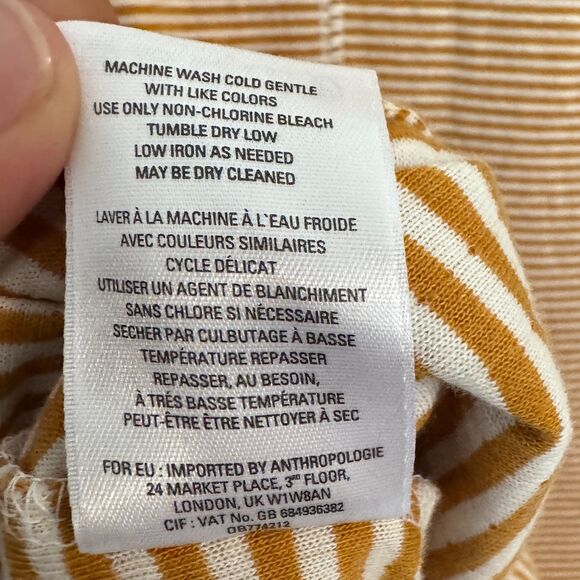 MACHINE WASH COLD GENTLE
WITH LIKE COLORS
USE ONLY NON-CHLORINE BLEACH
TUMBLE DRY LOW
LOW IRON AS NEEDED
MAY BE DRY CLEANED
LAVER À LA MACHINE À L'EAU FROIDE
AVEC COULEURS SIMILAIRES
CYCLE DÉLICAT
UTILISER UN AGENT DE BLANCHIMENT
SANS CHLORE SI NÉCESSAIRE
SECHER PAR CULBUTAGE À BASSE
TEMPÉRATURE REPASSER
REPASSER, AU BESOIN,
À TRÈS BASSE TEMPÉRATURE
PEUT-ÊTRE ÊTRE NETTOYER À SEC
FOR EU : IMPORTED BY ANTHROPOLOGIE
24 MARKET PLACE, 3RD FLOOR,
LONDON, UK W1W8AN
CIF : VAT No. GB 684936382